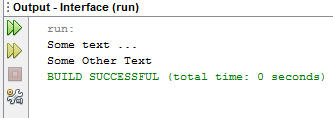 Output - Interface (run)
run:
Some text ...
Some Other Text
BUILD SUCCESSFUL (total time: 0 seconds)